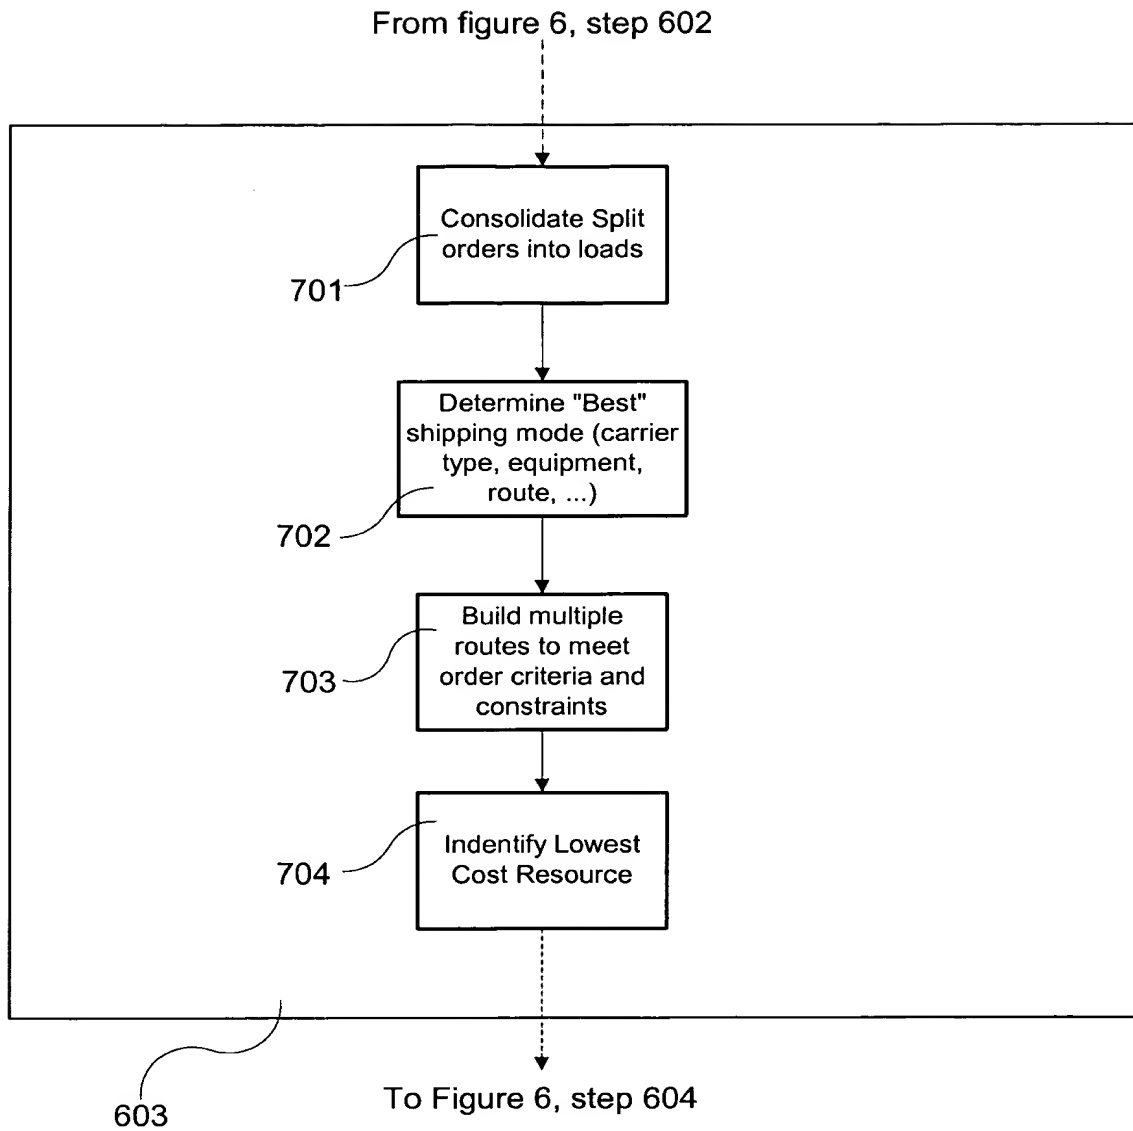 From figure 6, step 602
Consolidate Split
orders into loads
701
Determine "Best"
shipping mode (carrier
type, equipment,
route, ...)
702
Build multiple
routes to meet
order criteria and
constraints
703
Indentify Lowest
Cost Resource
704
To Figure 6, step 604
603